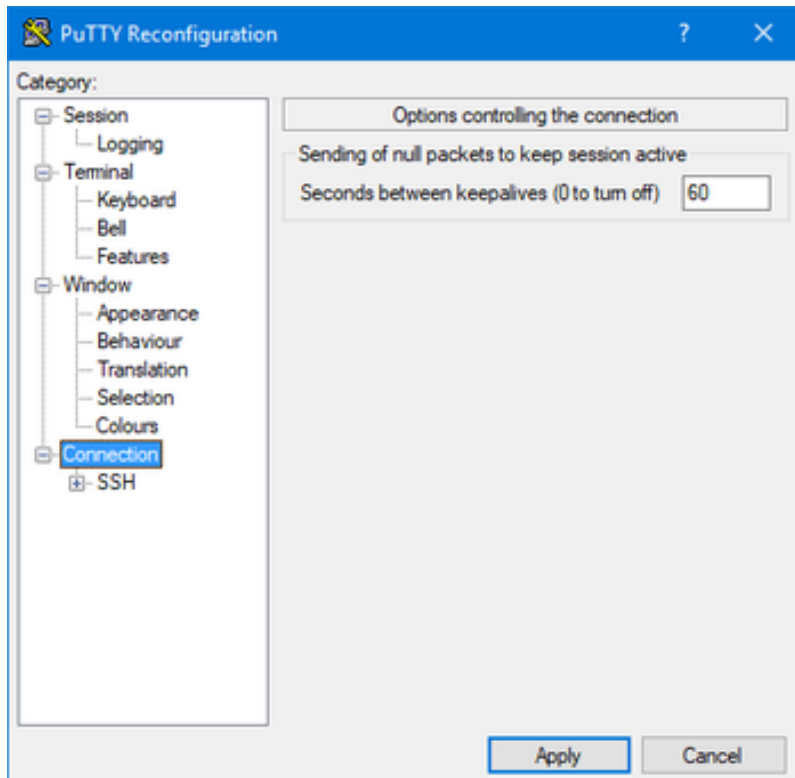 PuTTY Reconfiguration
Category:
Session
Logging
Terminal
Keyboard
Bell
Features
Window
Appearance
Behaviour
Translation
Selection
Colours
Connection
SSH
Options controlling the connection
Sending of null packets to keep session active
Seconds between keepalives (0 to turn off) 60
Apply Cancel